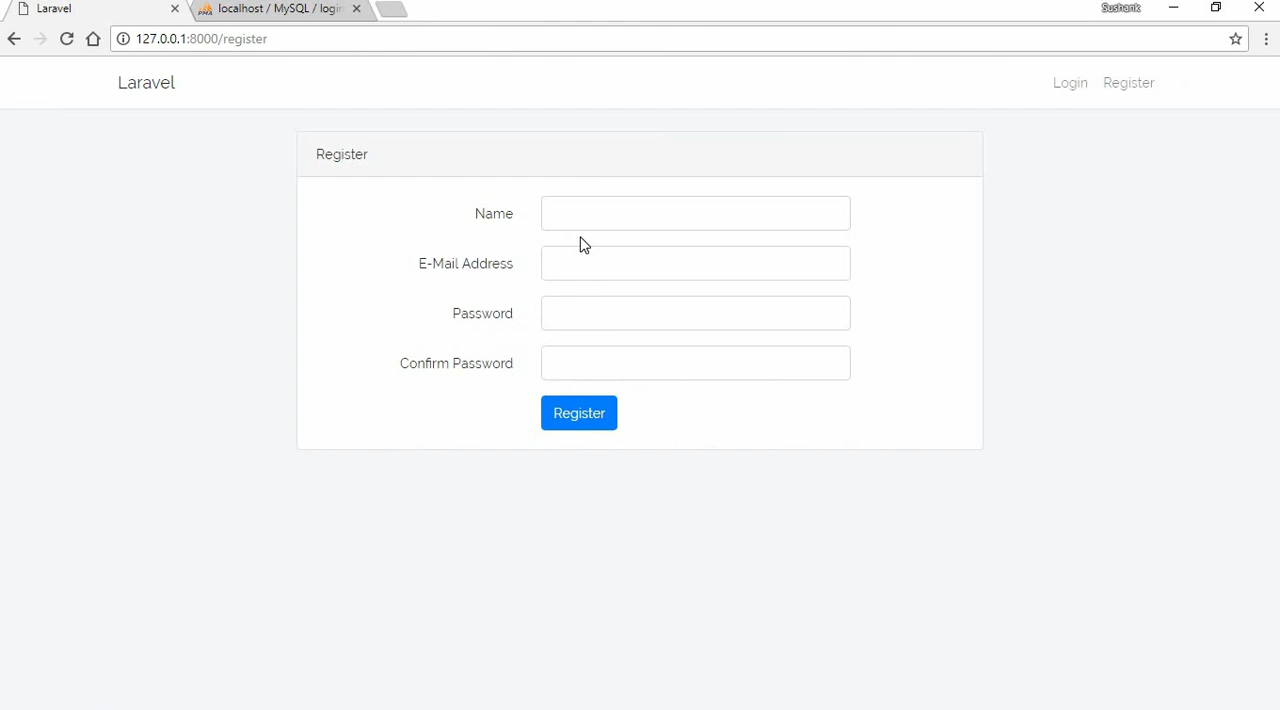 Laravel
localhost / MySQL / login
Sushank
127.0.0.1:8000/register
Laravel
Login
Register
Register
Name
E-Mail Address
Password
Confirm Password
Register